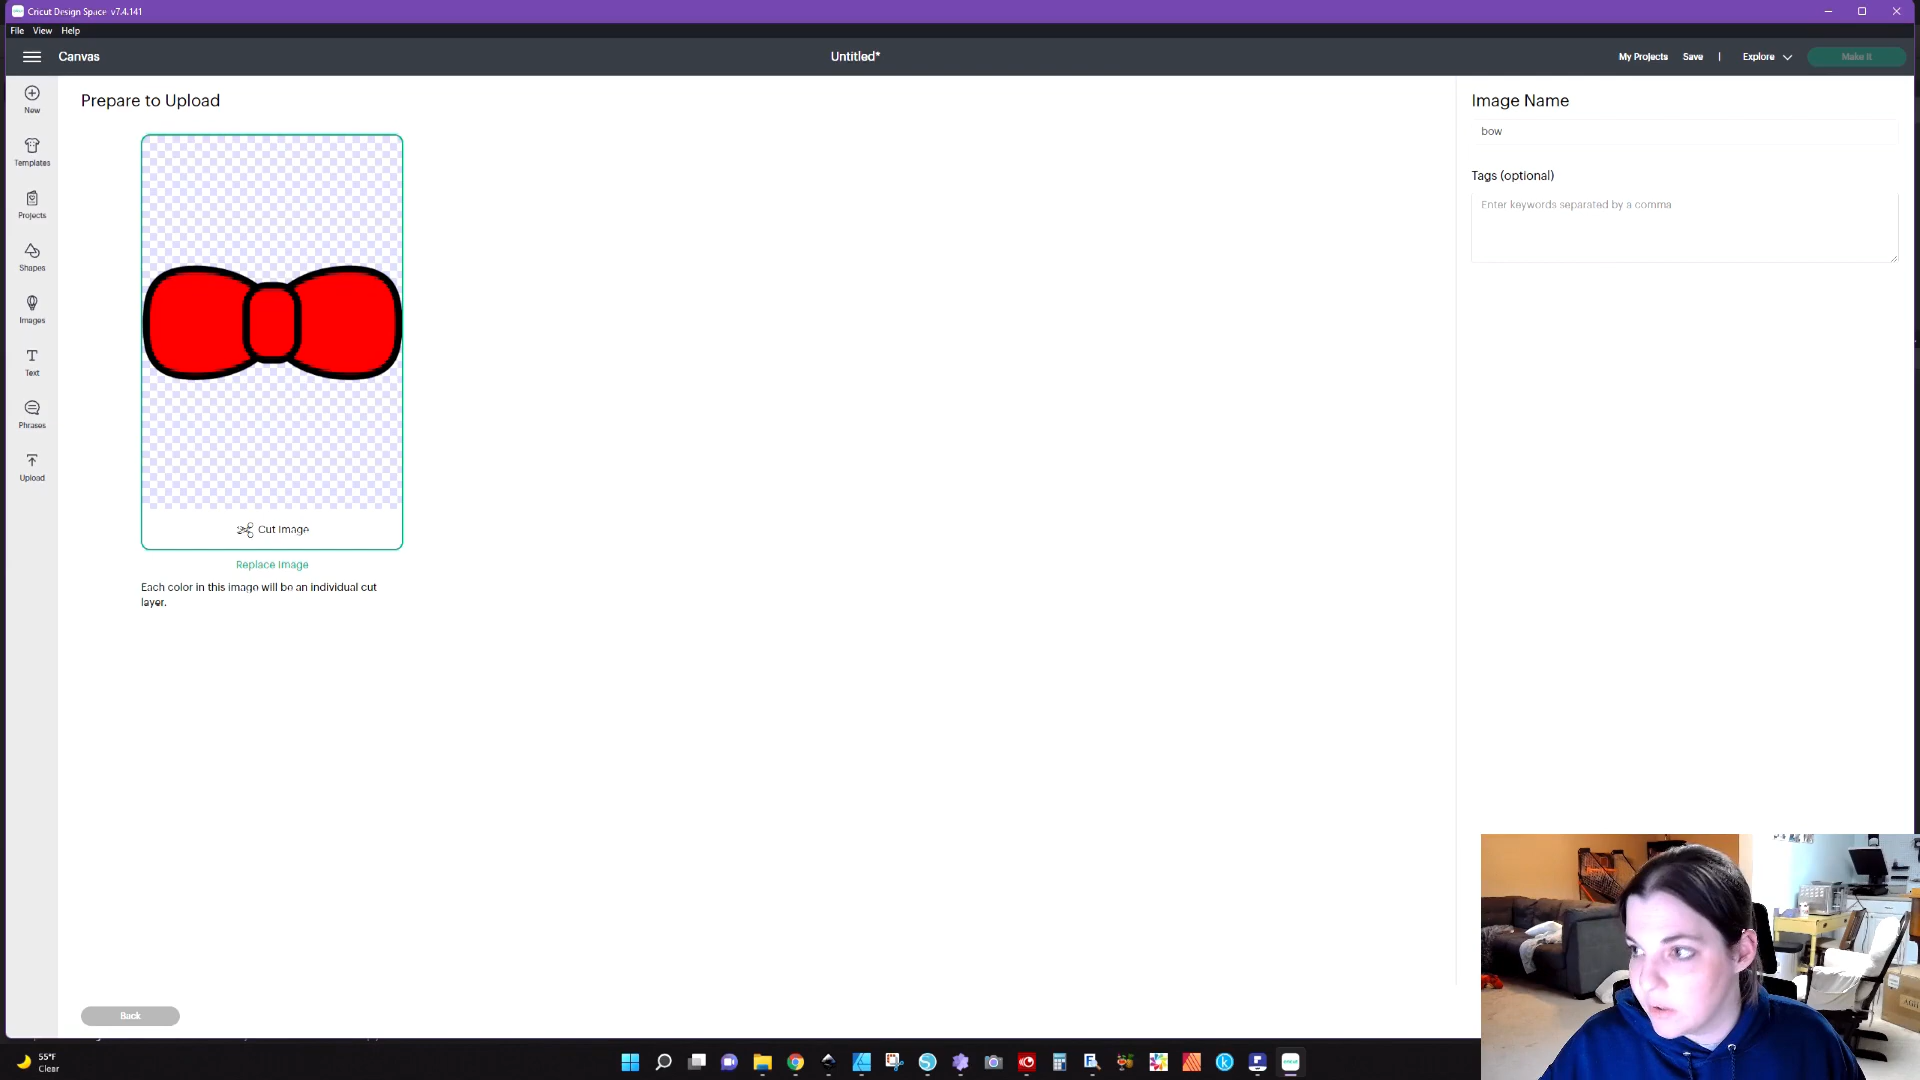 Cricut Design Space v7.4.141
File View Help
Canvas
Untitled*
My Projects Save | Explore Make It
New
Templates
Projects
Shapes
Images
Text
Phrases
Upload
Prepare to Upload
Cut Image
Replace Image
Each color in this image will be an individual cut
layer.
Image Name
bow
Tags (optional)
Enter keywords separated by a comma
Back
55°F
Clear